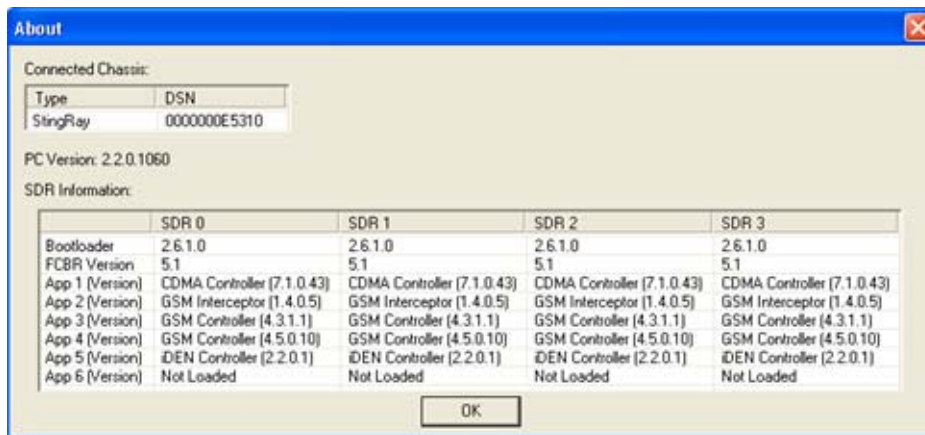 About
Connected Chassis:
Type DSN
StingRay 0000000E5310
PC Version: 2.2.0.1060
SDR Information:
SDR 0 SDR 1 SDR 2 SDR 3
Bootloader 2.6.1.0 2.6.1.0 2.6.1.0 2.6.1.0
FCBR Version 5.1 5.1 5.1 5.1
App 1 (Version) CDMA Controller (7.1.0.43) CDMA Controller (7.1.0.43) CDMA Controller (7.1.0.43) CDMA Controller (7.1.0.43)
App 2 (Version) GSM Interceptor (1.4.0.5) GSM Interceptor (1.4.0.5) GSM Interceptor (1.4.0.5) GSM Interceptor (1.4.0.5)
App 3 (Version) GSM Controller (4.3.1.1) GSM Controller (4.3.1.1) GSM Controller (4.3.1.1) GSM Controller (4.3.1.1)
App 4 (Version) GSM Controller (4.5.0.10) GSM Controller (4.5.0.10) GSM Controller (4.5.0.10) GSM Controller (4.5.0.10)
App 5 (Version) iDEN Controller (2.2.0.1) iDEN Controller (2.2.0.1) iDEN Controller (2.2.0.1) iDEN Controller (2.2.0.1)
App 6 (Version) Not Loaded Not Loaded Not Loaded Not Loaded
OK